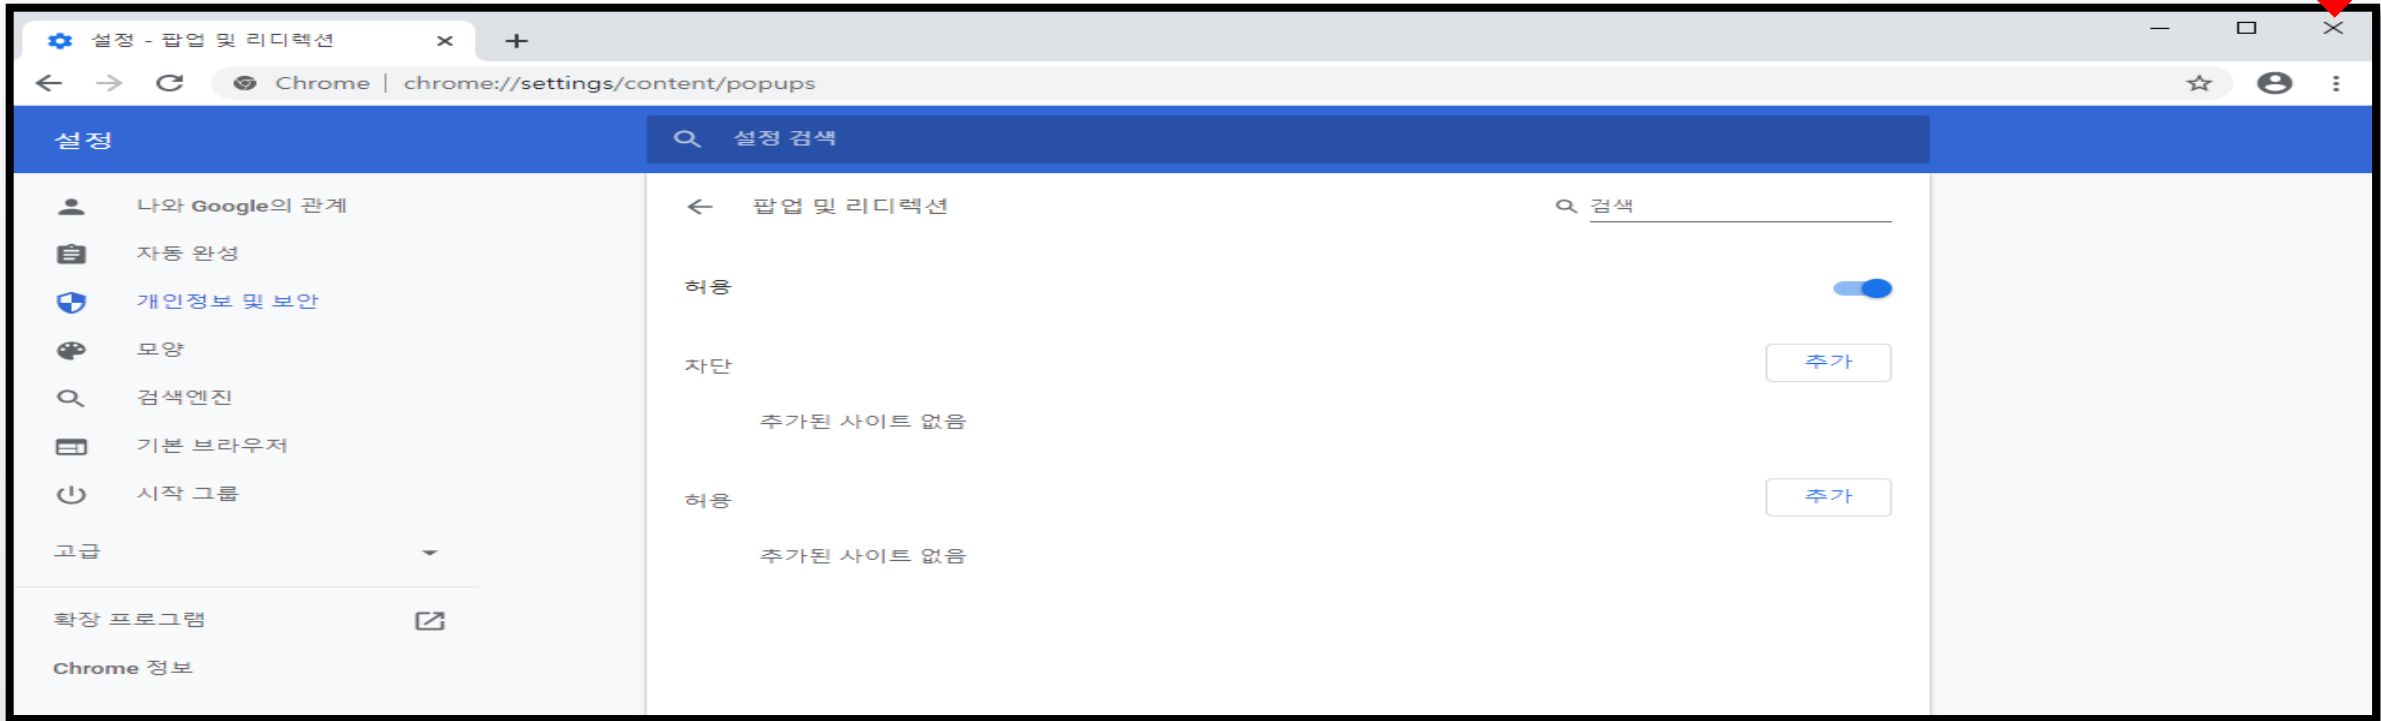 설정 - 팝업 및 리디렉션
Chrome | chrome://settings/content/popups
설정
설정 검색
나와 Google의 관계
자동 완성
개인정보 및 보안
모양
검색엔진
기본 브라우저
시작 그룹
고급
확장 프로그램
Chrome 정보
팝업 및 리디렉션
검색
허용
차단
추가
추가된 사이트 없음
허용
추가
추가된 사이트 없음